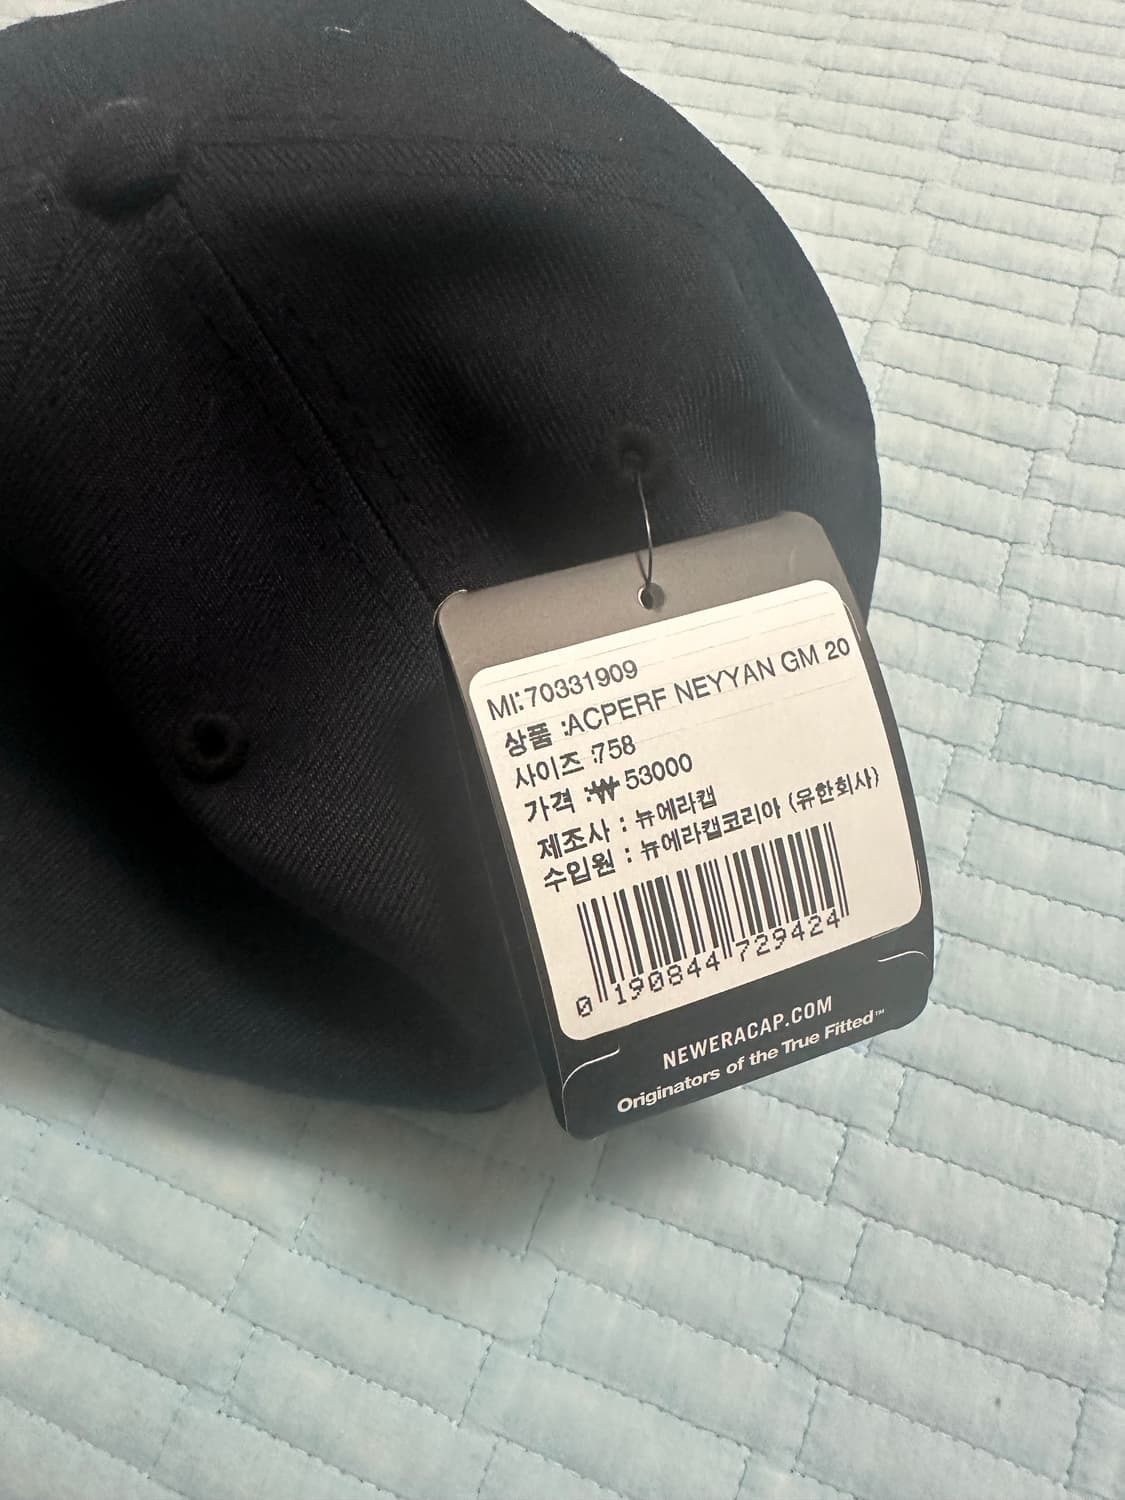 MI:70331909
상품 :ACPERF NEYYAN GM 20
사이즈 :758
가격 :₩ 53000
제조사 : 뉴에라캡
수입원 : 뉴에라캡코리아 (유한회사)
0 190844 729424
NEWERACAP.COM
Originators of the True Fitted™